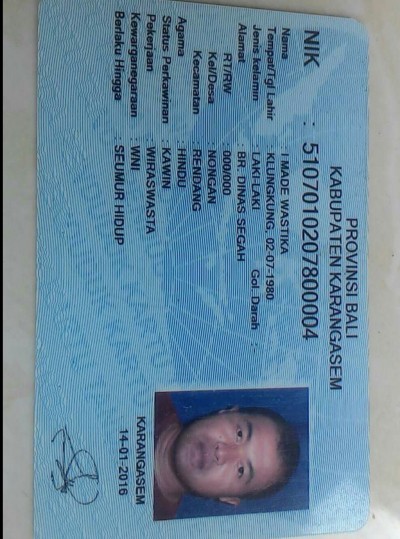 PROVINSI BALI
KABUPATEN KARANGASEM
NIK : 5107010207800004
Nama : I MADE WASTIKA
Tempat/Tgl Lahir : KLUNGKUNG, 02-07-1980
Jenis kelamin : LAKI-LAKI Gol. Darah : -
Alamat : BR. DINAS SEGAH
RT/RW : 000/000
Kel/Desa : NONGAN
Kecamatan : RENDANG
Agama : HINDU
Status Perkawinan : KAWIN
Pekerjaan : WIRASWASTA
Kewarganegaraan : WNI
Berlaku Hingga : SEUMUR HIDUP
KARANGASEM
14-01-2016